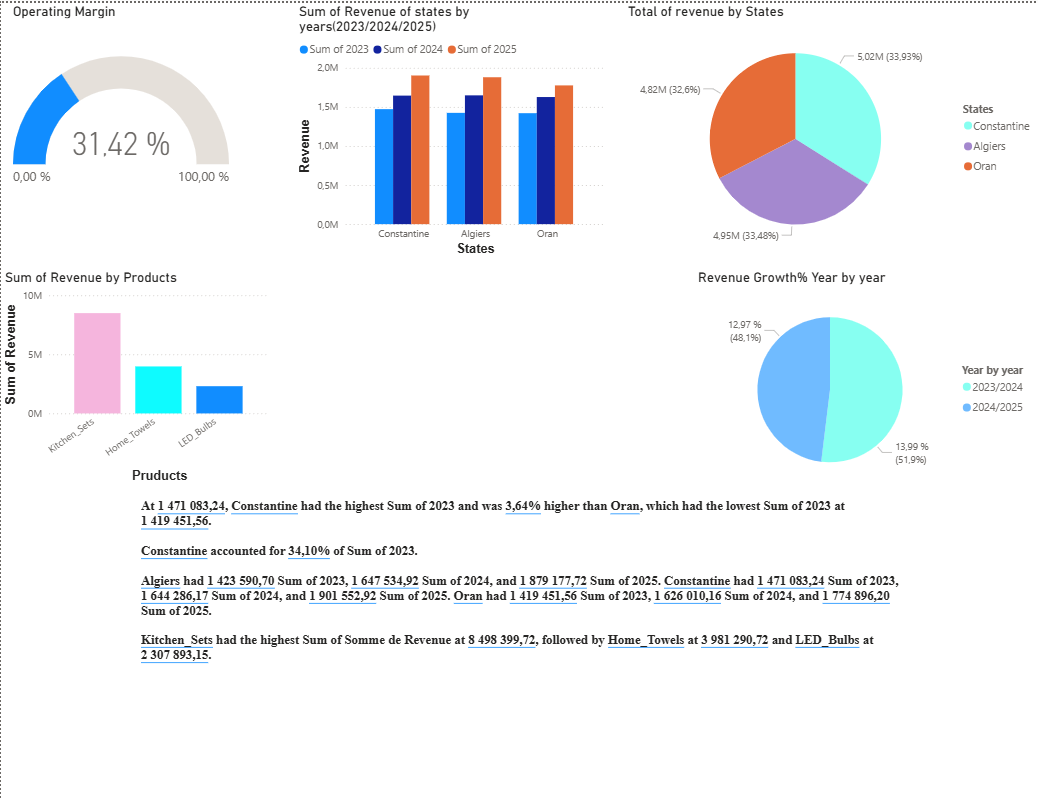 Operating Margin
31,42 %
0,00 %
100,00 %
Sum of Revenue of states by
years(2023/2024/2025)
Sum of 2023 Sum of 2024 Sum of 2025
2,0M
1,5M
1,0M
0,5M
0,0M
Revenue
Constantine
Algiers
Oran
States
Total of revenue by States
5,02M (33,93%)
4,82M (32,6%)
4,95M (33,48%)
States
Constantine
Algiers
Oran
Sum of Revenue by Products
10M
5M
0M
Sum of Revenue
Kitchen_Sets
Home_Towels
LED_Bulbs
Products
Revenue Growth% Year by year
12,97 %
(48,1%)
13,99 %
(51,9%)
Year by year
2023/2024
2024/2025
At 1 471 083,24, Constantine had the highest Sum of 2023 and was 3,64% higher than Oran, which had the lowest Sum of 2023 at
1 419 451,56.
Constantine accounted for 34,10% of Sum of 2023.
Algiers had 1 423 590,70 Sum of 2023, 1 647 534,92 Sum of 2024, and 1 879 177,72 Sum of 2025. Constantine had 1 471 083,24 Sum of 2023,
1 644 286,17 Sum of 2024, and 1 901 552,92 Sum of 2025. Oran had 1 419 451,56 Sum of 2023, 1 626 010,16 Sum of 2024, and 1 774 896,20
Sum of 2025.
Kitchen_Sets had the highest Sum of Somme de Revenue at 8 498 399,72, followed by Home_Towels at 3 981 290,72 and LED_Bulbs at
2 307 893,15.